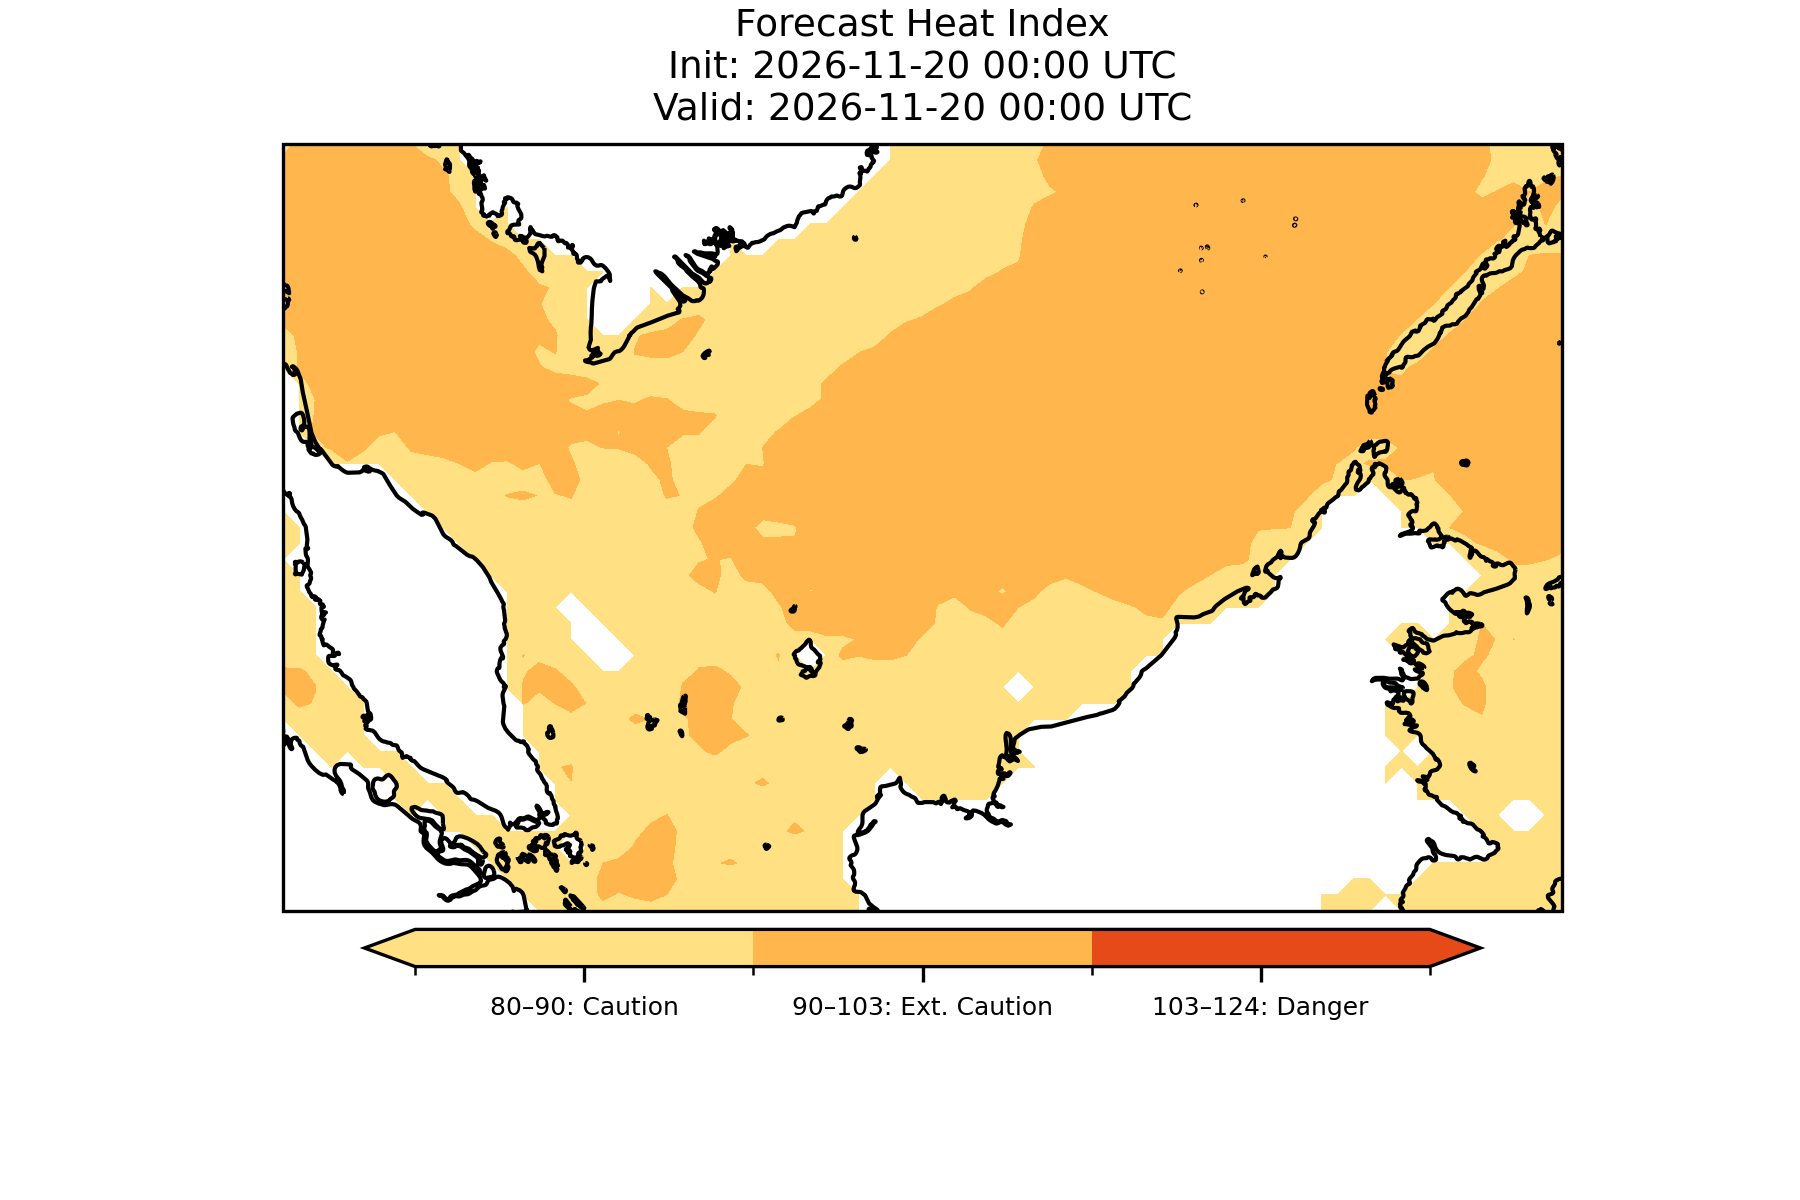 Forecast Heat Index
Init: 2026-11-20 00:00 UTC
Valid: 2026-11-20 00:00 UTC
80–90: Caution
90–103: Ext. Caution
103–124: Danger